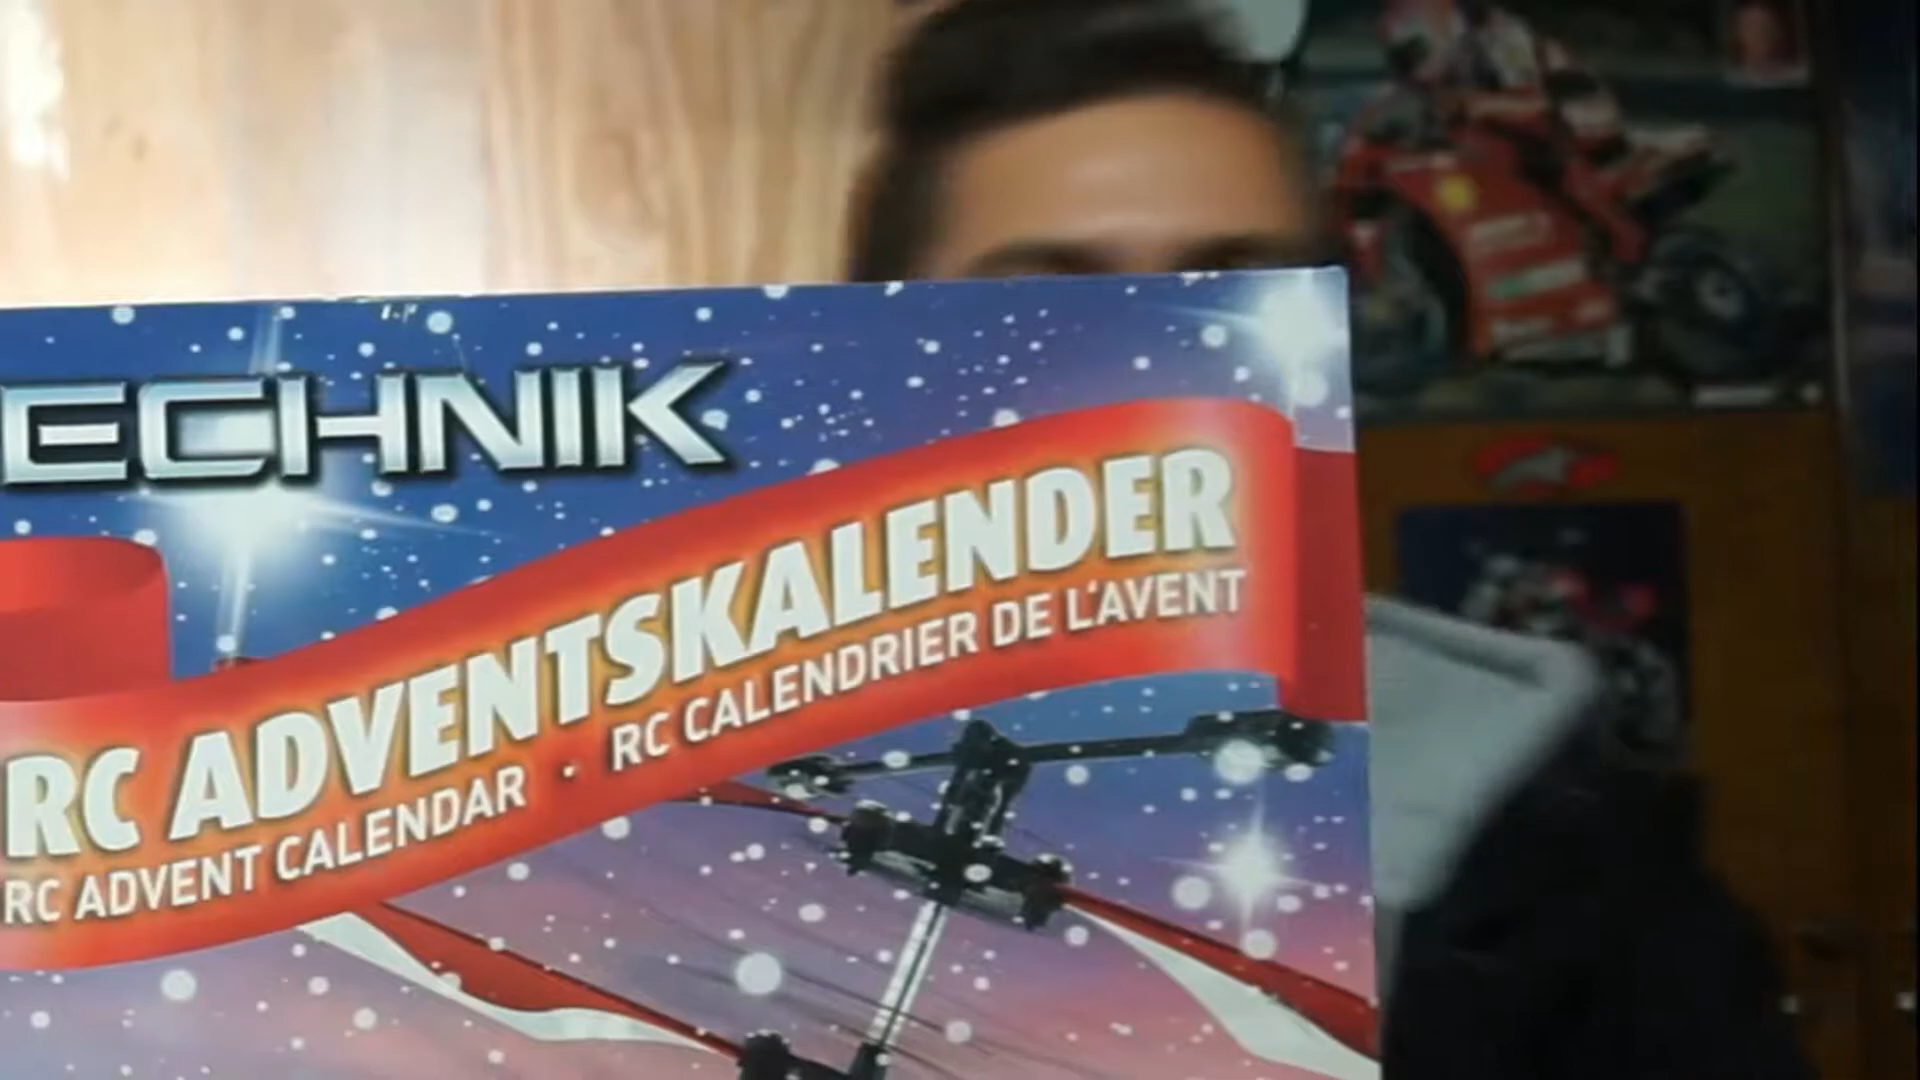 ECHNIK
RC ADVENTSKALENDER
RC ADVENT CALENDAR · RC CALENDRIER DE L'AVENT